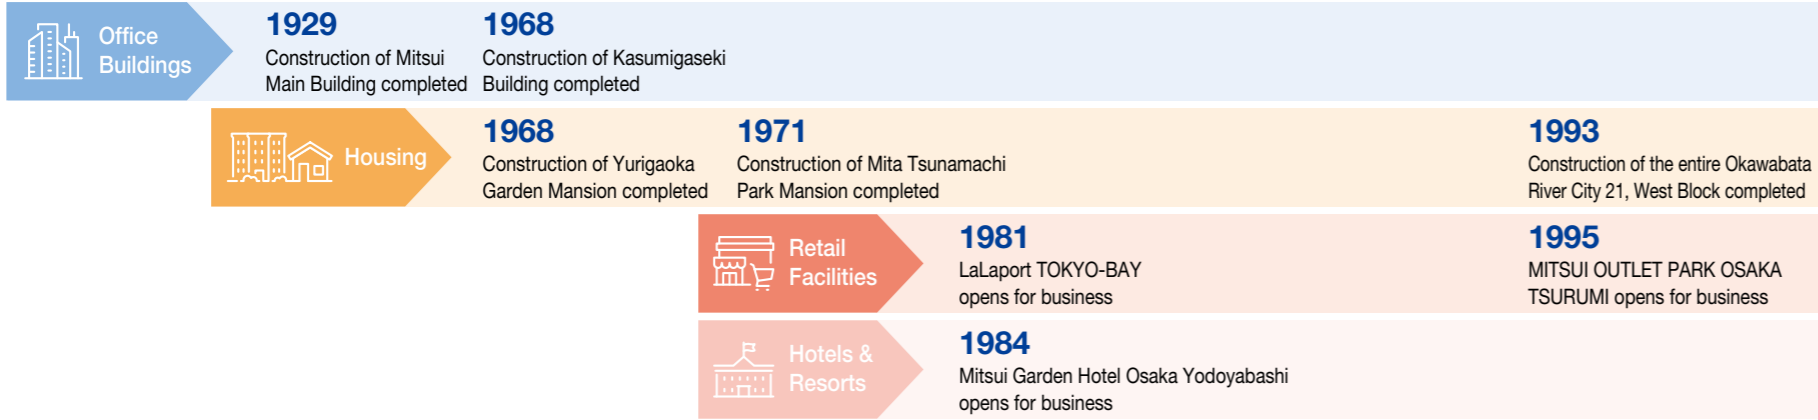 Office
Buildings
1929
Construction of Mitsui
Main Building completed
1968
Construction of Kasumigaseki
Building completed
Housing
1968
Construction of Yurigaoka
Garden Mansion completed
1971
Construction of Mita Tsunamachi
Park Mansion completed
1993
Construction of the entire Okawabata
River City 21, West Block completed
Retail
Facilities
1981
LaLaport TOKYO-BAY
opens for business
1995
MITSUI OUTLET PARK OSAKA
TSURUMI opens for business
Hotels &
Resorts
1984
Mitsui Garden Hotel Osaka Yodoyabashi
opens for business